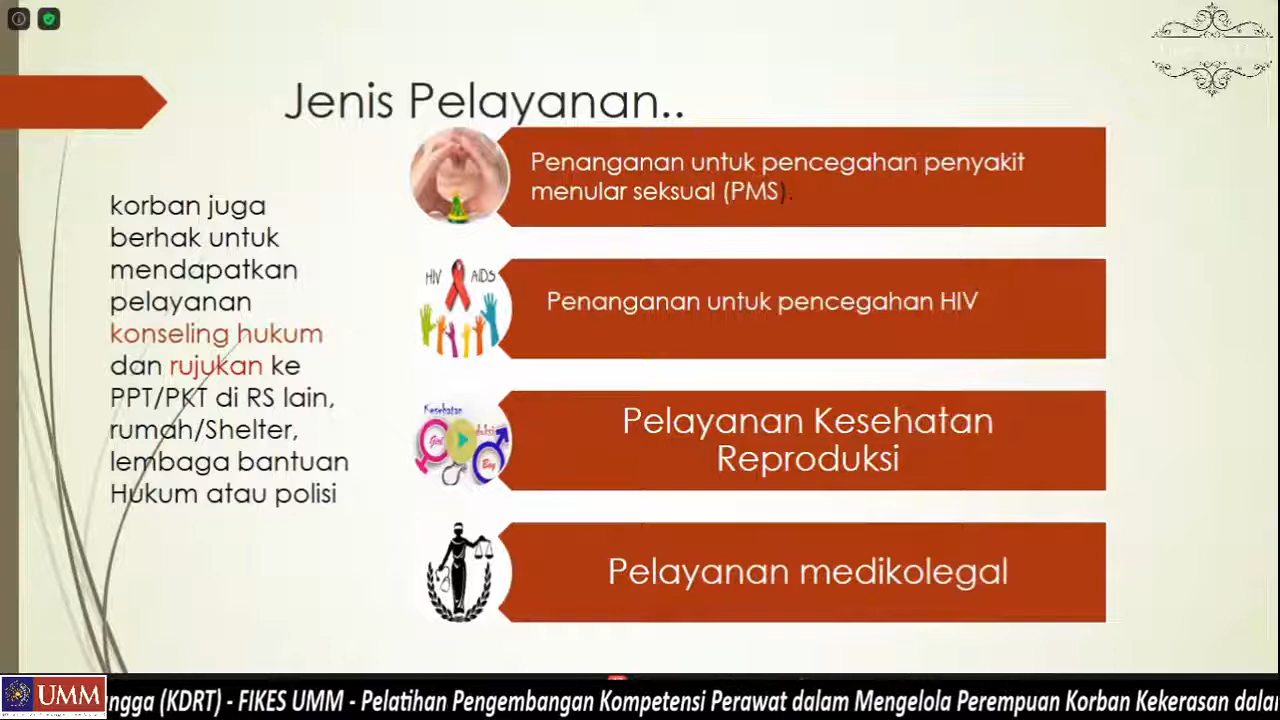 Jenis Pelayanan..
korban juga
berhak untuk
mendapatkan
pelayanan
konseling hukum
dan rujukan ke
PPT/PKT di RS lain,
rumah/Shelter,
lembaga bantuan
Hukum atau polisi
Penanganan untuk pencegahan penyakit
menular seksual (PMS).
HIV AIDS
Penanganan untuk pencegahan HIV
Kesehatan
Girl
Boy
Pelayanan Kesehatan
Reproduksi
Pelayanan medikolegal
UMM
ngga (KDRT) - FIKES UMM - Pelatihan Pengembangan Kompetensi Perawat dalam Mengelola Perempuan Korban Kekerasan dala